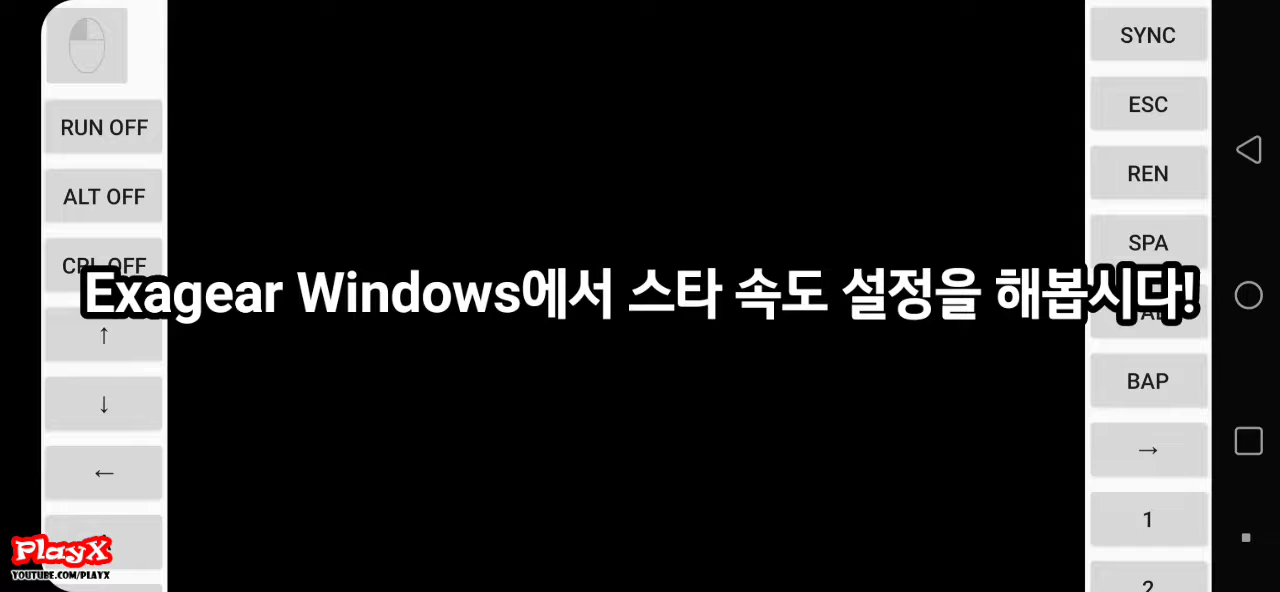 RUN OFF
ALT OFF
↑
↓
←
Exagear Windows에서 스타 속도 설정을 해봅시다!
SYNC
ESC
REN
SPA
BAP
→
1
2
PlayX
YOUTUBE.COM/PLAYX